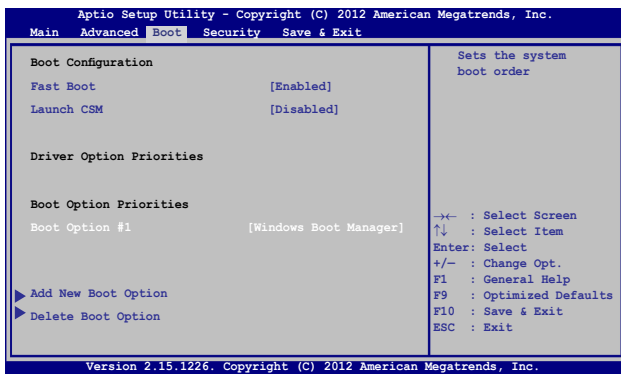 Aptio Setup Utility - Copyright (C) 2012 American Megatrends, Inc.
Main Advanced Boot Security Save & Exit
Boot Configuration
Fast Boot [Enabled]
Launch CSM [Disabled]
Driver Option Priorities
Boot Option Priorities
Boot Option #1 [Windows Boot Manager]
Add New Boot Option
Delete Boot Option
Sets the system
boot order
→← : Select Screen
↑↓ : Select Item
Enter: Select
+/— : Change Opt.
F1 : General Help
F9 : Optimized Defaults
F10 : Save & Exit
ESC : Exit
Version 2.15.1226. Copyright (C) 2012 American Megatrends, Inc.